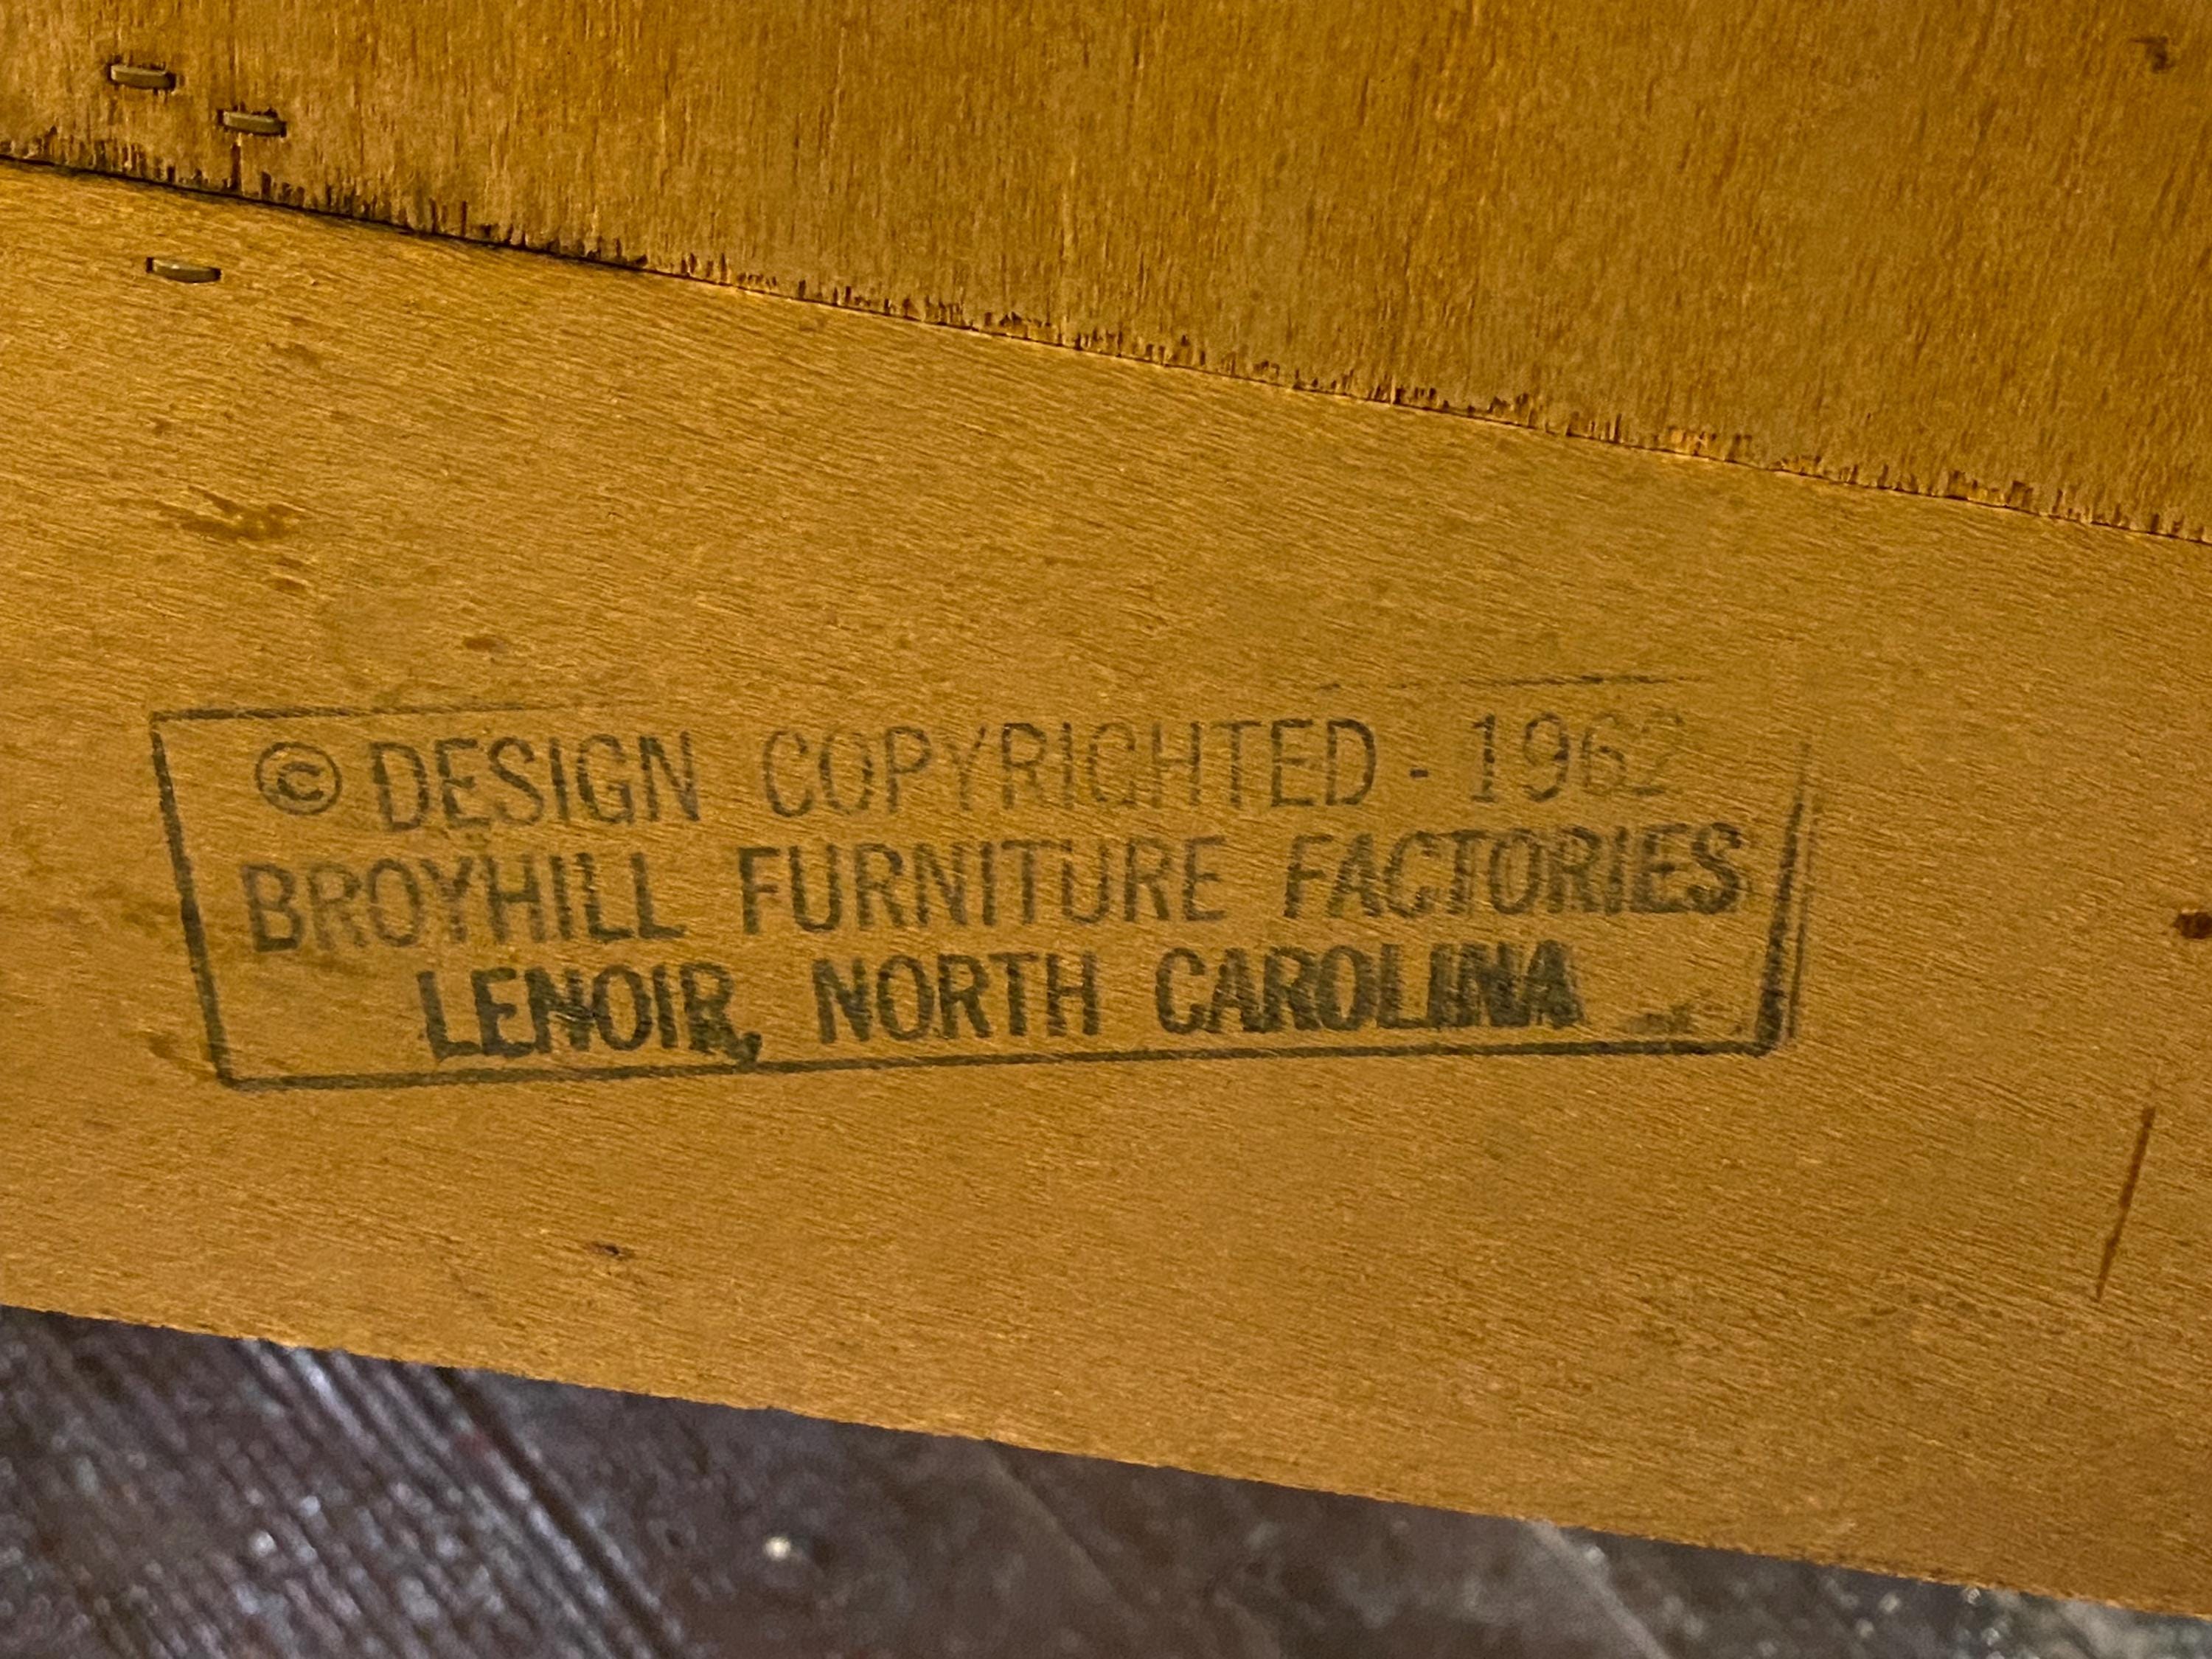 © DESIGN COPYRIGHTED - 1962
BROYHILL FURNITURE FACTORIES
LENOIR, NORTH CAROLINA